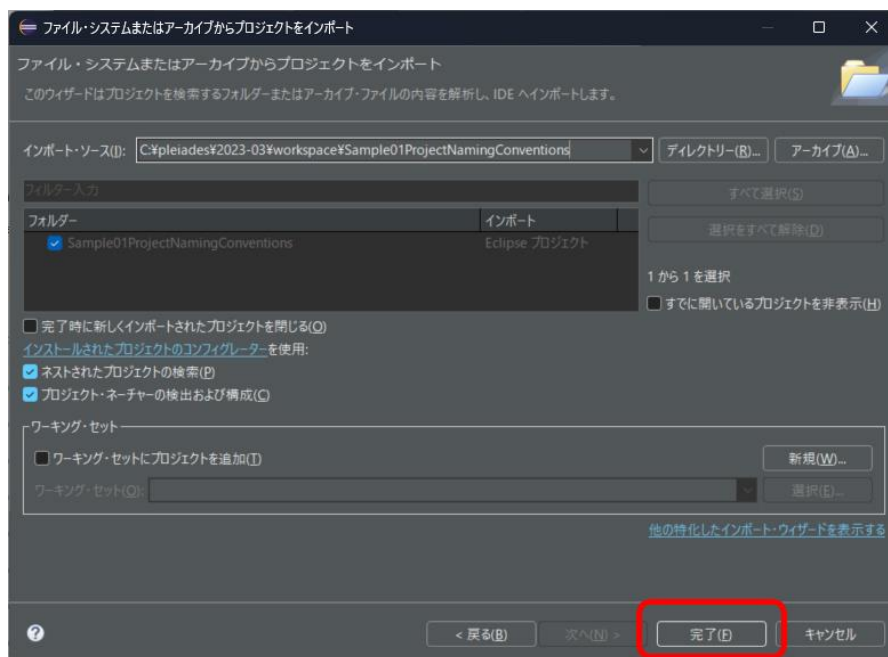 ファイル・システムまたはアーカイブからプロジェクトをインポート
ファイル・システムまたはアーカイブからプロジェクトをインポート
このウィザードはプロジェクトを検索するフォルダーまたはアーカイブ・ファイルの内容を解析し、IDE へインポートします。
インポート・ソース(I): C:¥pleiades¥2023-03¥workspace¥Sample01ProjectNamingConventions ディレクトリー(R)... アーカイブ(A)...
フィルター入力 すべて選択(S)
フォルダー インポート
選択をすべて解除(D)
Sample01ProjectNamingConventions Eclipse プロジェクト
1 から 1 を選択
すでに開いているプロジェクトを非表示(H)
完了時に新しくインポートされたプロジェクトを閉じる(O)
インストールされたプロジェクトのコンフィグレーターを使用:
ネストされたプロジェクトの検索(P)
プロジェクト・ネーチャーの検出および構成(C)
ワーキング・セット
ワーキング・セットにプロジェクトを追加(T) 新規(W)...
ワーキング・セット(O): 選択(E)...
他の特化したインポート・ウィザードを表示する
? < 戻る(B) 次へ(N) > 完了(F) キャンセル